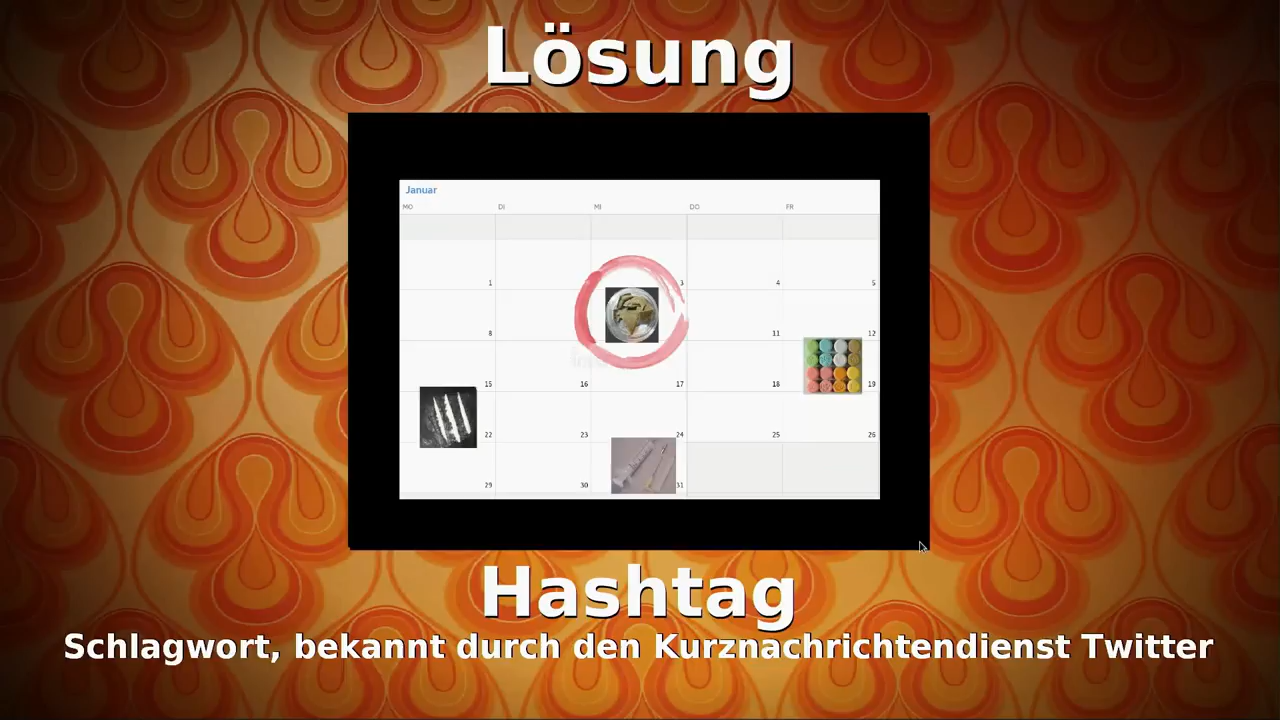 Lösung
Januar
MO DI MI DO FR
1 3 4 5
8 11 12
15 16 17 18 19
22 23 24 25 26
29 30 31
Hashtag
Schlagwort, bekannt durch den Kurznachrichtendienst Twitter